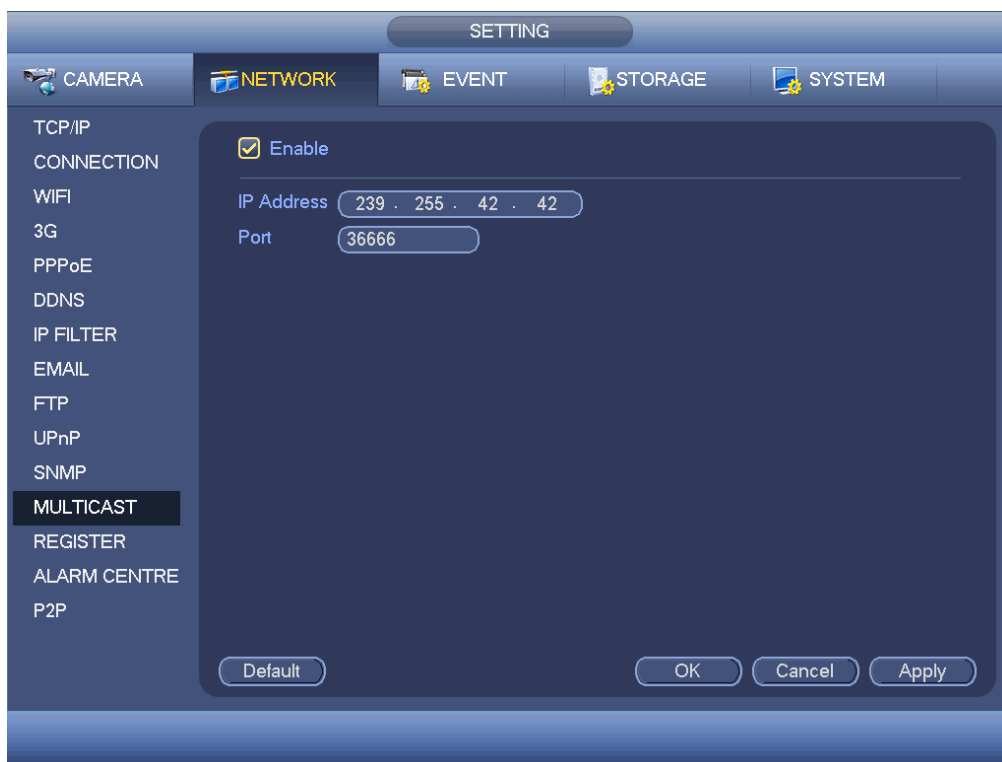 SETTING
CAMERA NETWORK EVENT STORAGE SYSTEM
TCP/IP
CONNECTION
WIFI
3G
PPPoE
DDNS
IP FILTER
EMAIL
FTP
UPnP
SNMP
MULTICAST
REGISTER
ALARM CENTRE
P2P
Enable
IP Address 239 . 255 . 42 . 42
Port 36666
Default OK Cancel Apply